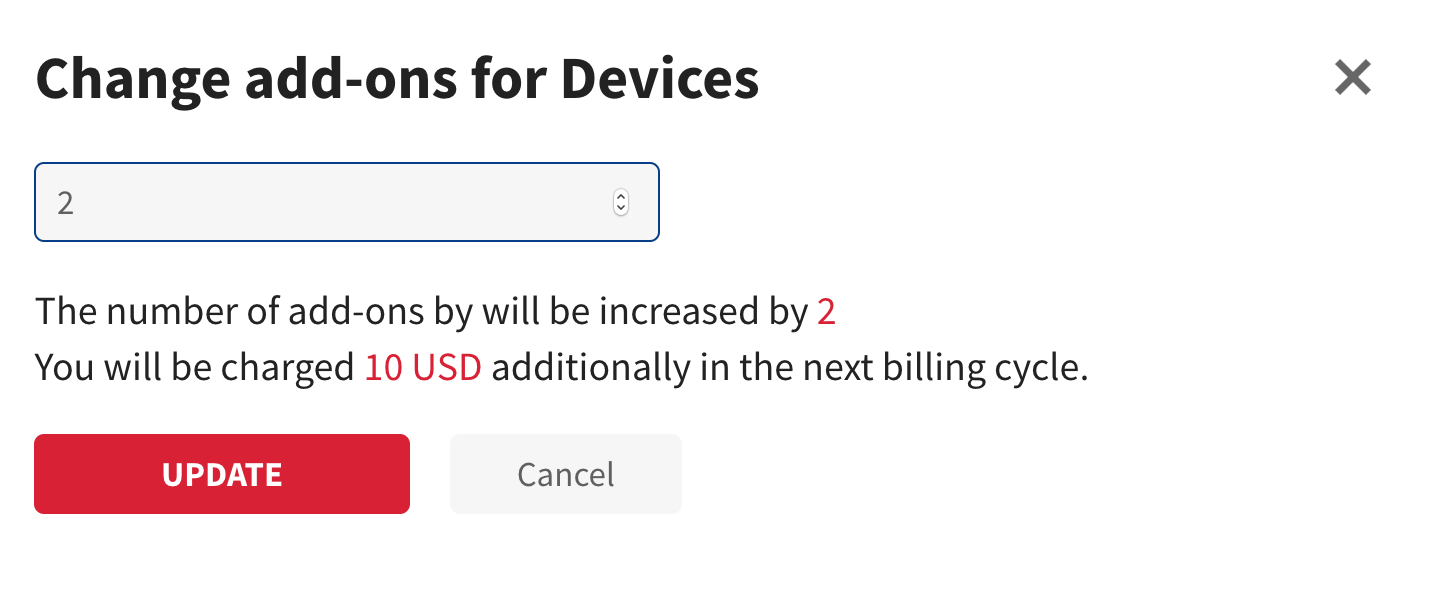 Change add-ons for Devices
2
The number of add-ons by will be increased by 2
You will be charged 10 USD additionally in the next billing cycle.
UPDATE
Cancel